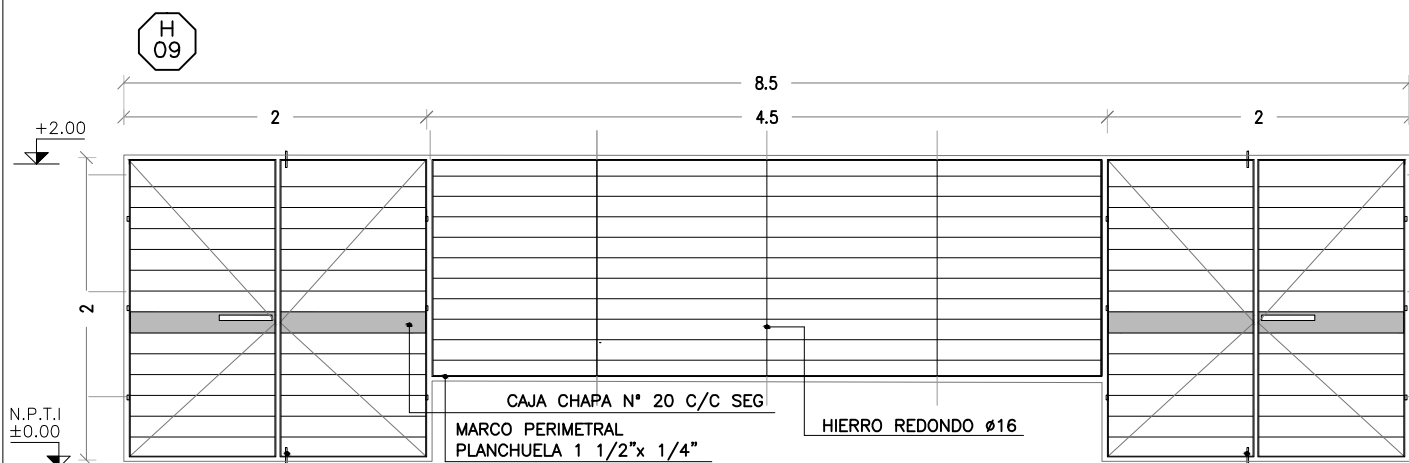 H
09
8.5
2
4.5
2
+2.00
2
CAJA CHAPA N° 20 C/C SEG
HIERRO REDONDO ø16
MARCO PERIMETRAL
PLANCHUELA 1 1/2”x 1/4”
N.P.T.I
±0.00